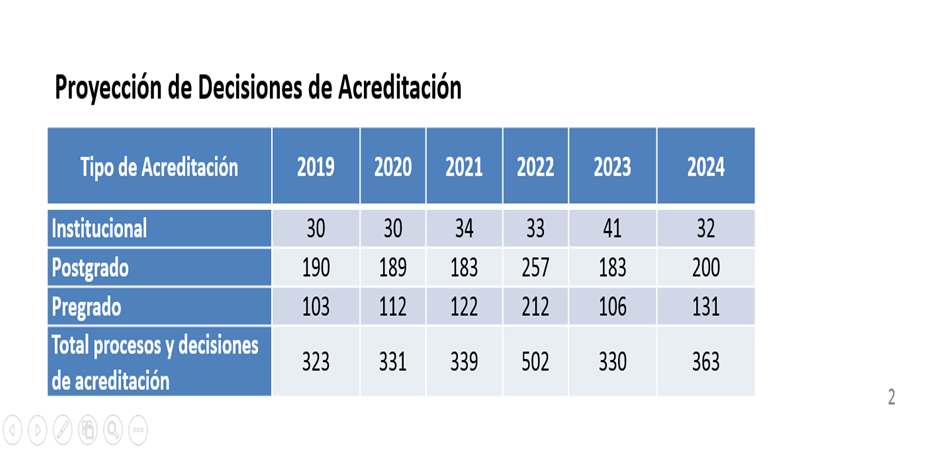 Proyección de Decisiones de Acreditación
Tipo de Acreditación 2019 2020 2021 2022 2023 2024
Institucional 30 30 34 33 41 32
Postgrado 190 189 183 257 183 200
Pregrado 103 112 122 212 106 131
Total procesos y decisiones
de acreditación 323 331 339 502 330 363
2